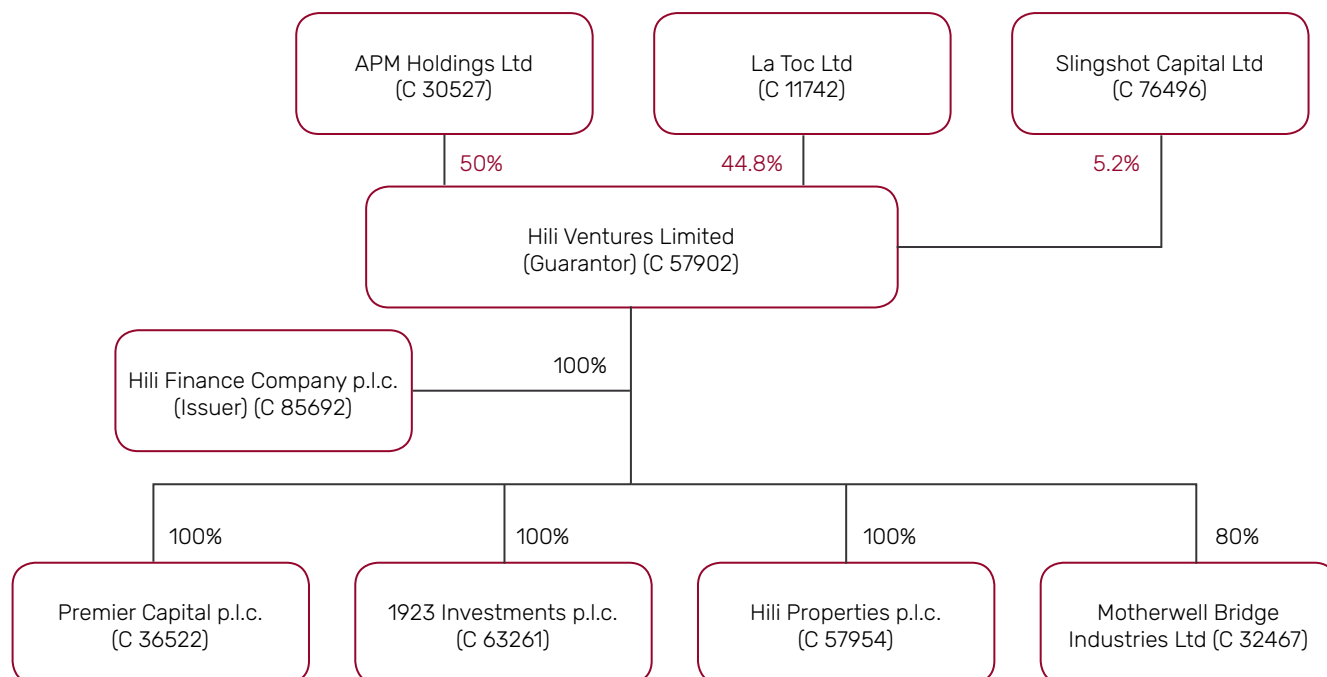 APM Holdings Ltd
(C 30527)
La Toc Ltd
(C 11742)
Slingshot Capital Ltd
(C 76496)
50%
44.8%
5.2%
Hili Ventures Limited
(Guarantor) (C 57902)
Hili Finance Company p.l.c.
(Issuer) (C 85692)
100%
100%
100%
100%
80%
Premier Capital p.l.c.
(C 36522)
1923 Investments p.l.c.
(C 63261)
Hili Properties p.l.c.
(C 57954)
Motherwell Bridge
Industries Ltd (C 32467)